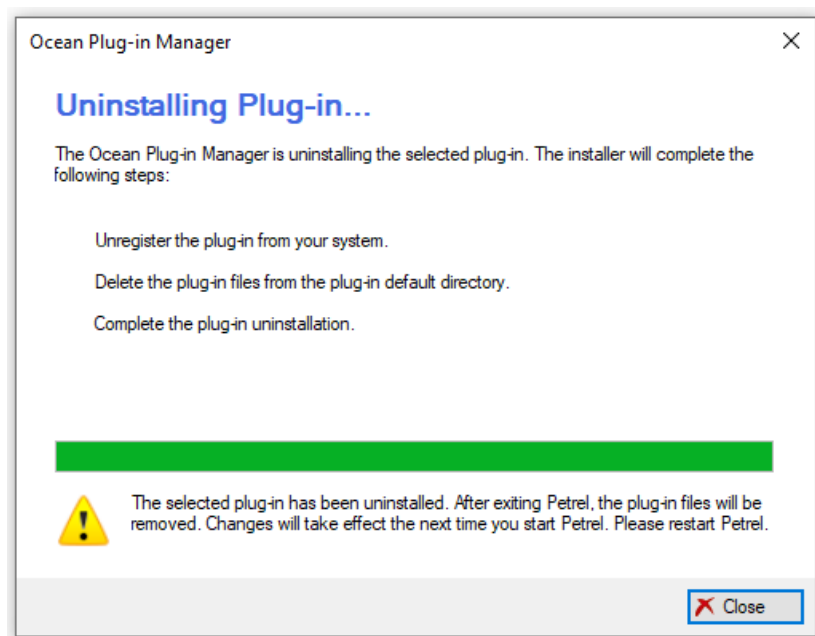 Ocean Plug-in Manager
Uninstalling Plug-in...
The Ocean Plug-in Manager is uninstalling the selected plug-in. The installer will complete the
following steps:
Unregister the plug-in from your system.
Delete the plug-in files from the plug-in default directory.
Complete the plug-in uninstallation.
The selected plug-in has been uninstalled. After exiting Petrel, the plug-in files will be
removed. Changes will take effect the next time you start Petrel. Please restart Petrel.
Close